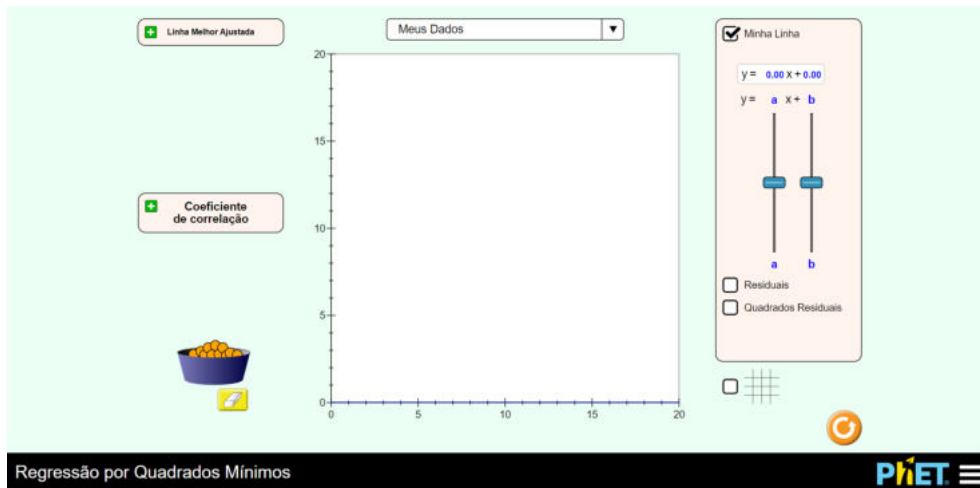 Linha Melhor Ajustada
Meus Dados
Minha Linha
y = 0.00 x + 0.00
y = a x + b
a b
Residuais
Quadrados Residuais
Coeficiente
de correlação
20
15
10
5
0
0 5 10 15 20
Regressão por Quadrados Mínimos
PhET